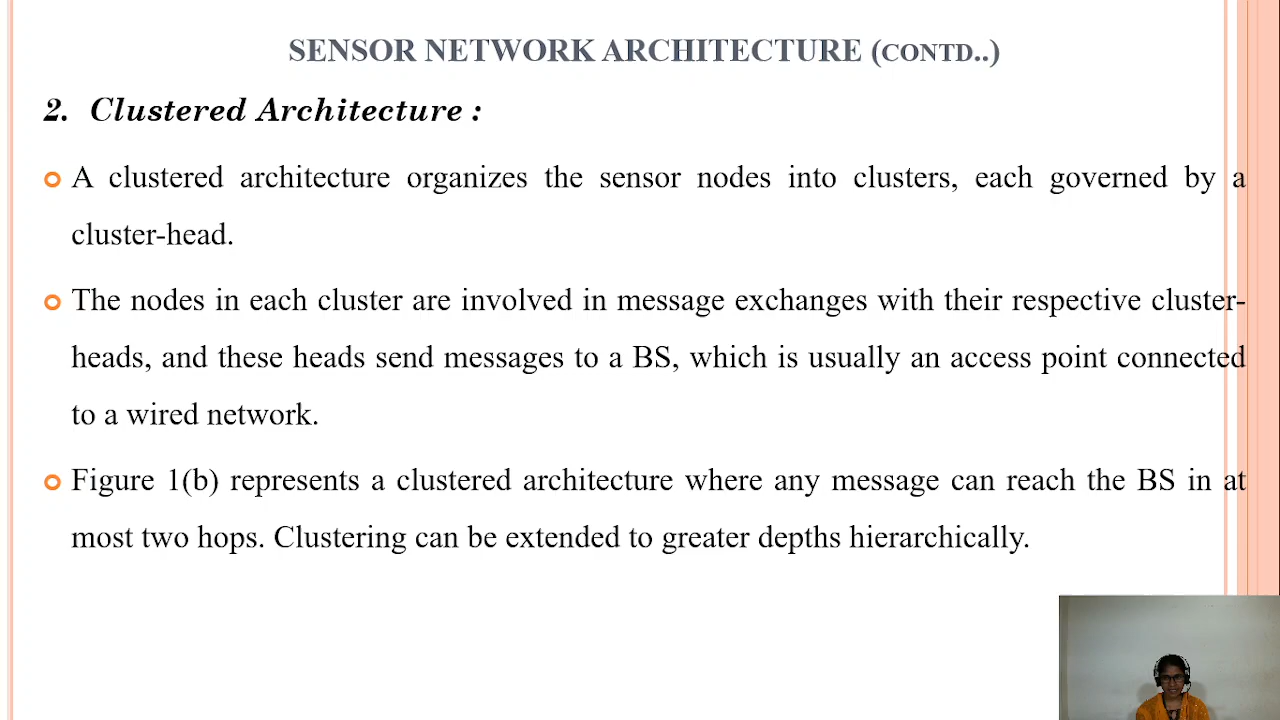 SENSOR NETWORK ARCHITECTURE (CONTD..)
2. Clustered Architecture :
A clustered architecture organizes the sensor nodes into clusters, each governed by a
cluster-head.
The nodes in each cluster are involved in message exchanges with their respective cluster-
heads, and these heads send messages to a BS, which is usually an access point connected
to a wired network.
Figure 1(b) represents a clustered architecture where any message can reach the BS in at
most two hops. Clustering can be extended to greater depths hierarchically.